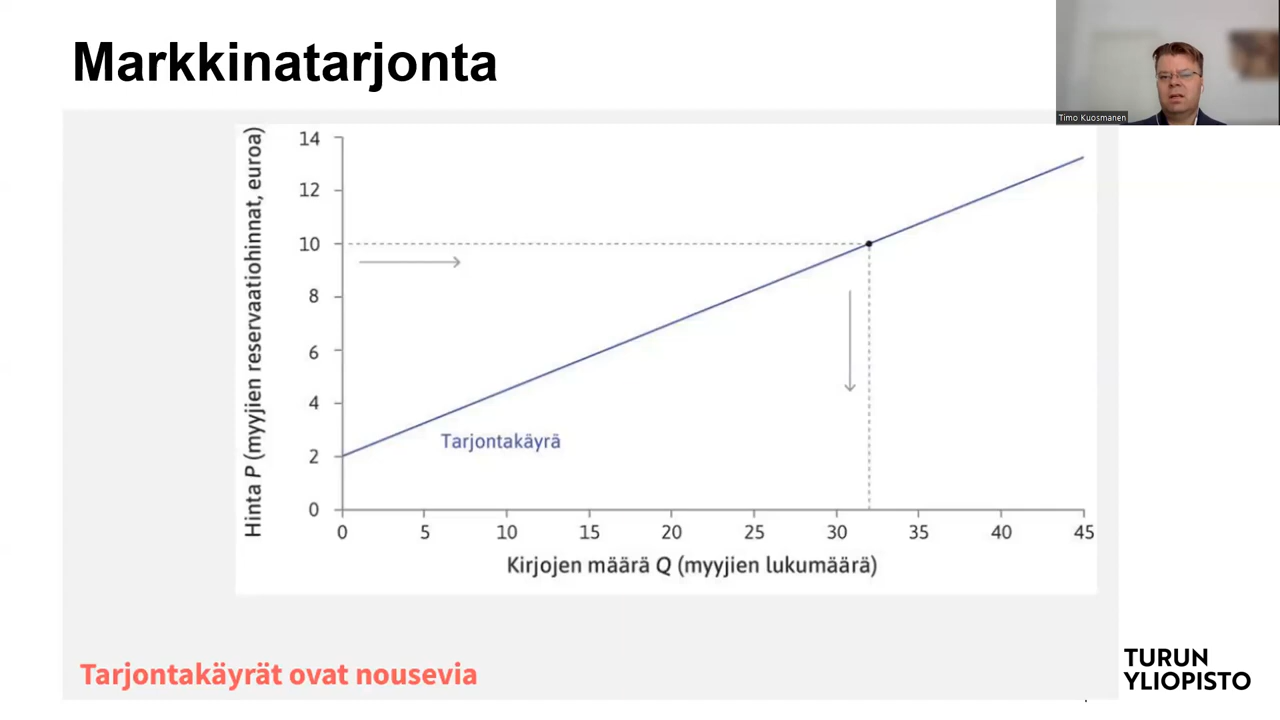 Markkinatarjonta
Timo Kuosmanen
Hinta P (myyjien reservaatiohinnat, euroa)
14
12
10
8
6
4
2
0
Tarjontakäyrä
0 5 10 15 20 25 30 35 40 45
Kirjojen määrä Q (myyjien lukumäärä)
Tarjontakäyrät ovat nousevia
TURUN
YLIOPISTO